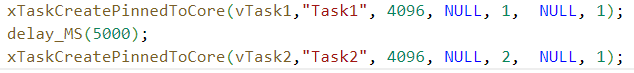 xTaskCreatePinnedToCore(vTask1,"Task1", 4096, NULL, 1,  NULL, 1);
delay_MS(5000);
xTaskCreatePinnedToCore(vTask2,"Task2", 4096, NULL, 2,  NULL, 1);